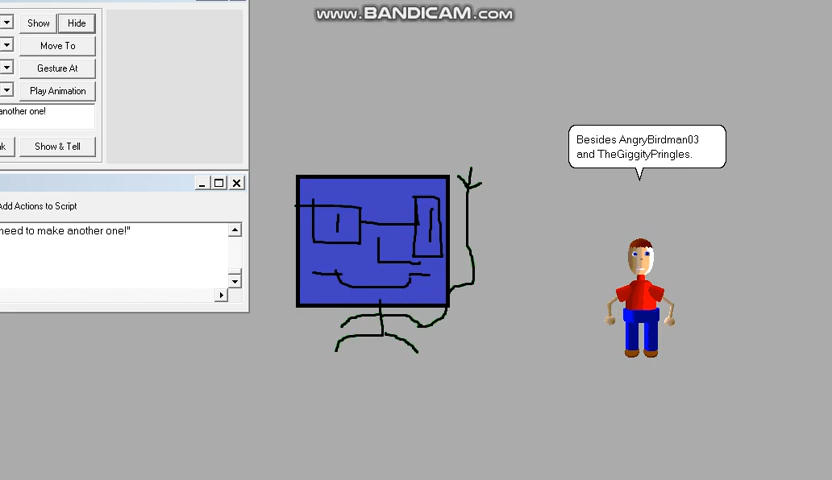 www.BANDICAM.com
Show
Hide
Move To
Gesture At
Play Animation
another one!
Show & Tell
Add Actions to Script
need to make another one!"
Besides AngryBirdman03
and TheGiggityPringles.